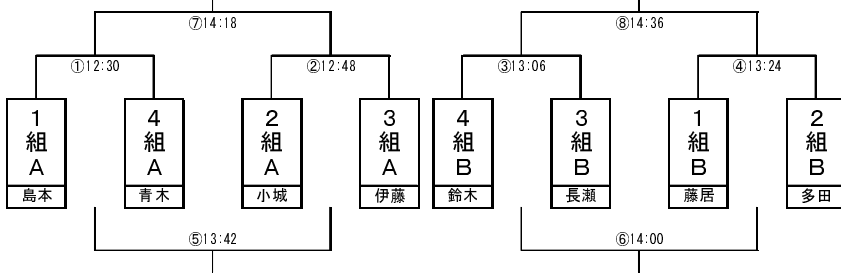 ⑦14:18
⑧14:36
①12:30
②12:48
③13:06
④13:24
1組A
4組A
2組A
3組A
4組B
3組B
1組B
2組B
島本
青木
小城
伊藤
鈴木
長瀬
藤居
多田
⑤13:42
⑥14:00